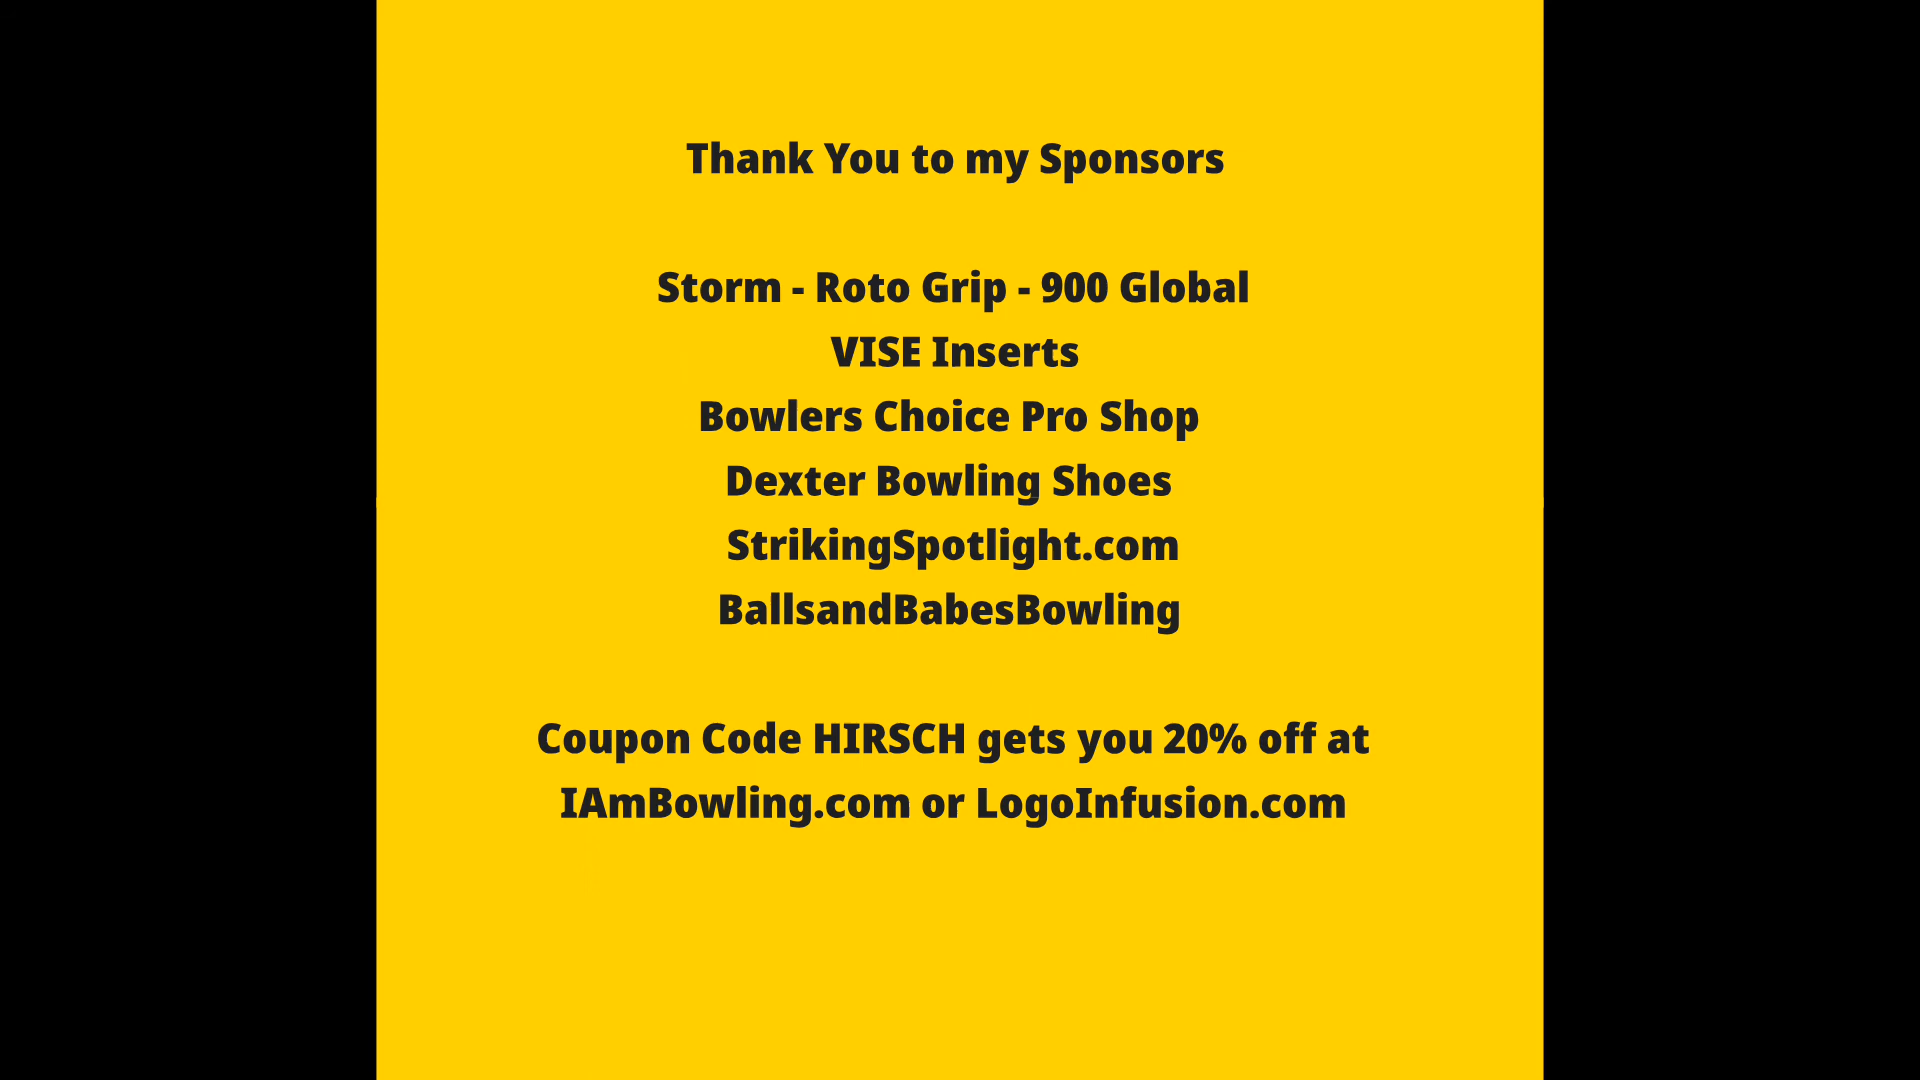 Thank You to my Sponsors
Storm - Roto Grip - 900 Global
VISE Inserts
Bowlers Choice Pro Shop
Dexter Bowling Shoes
StrikingSpotlight.com
BallsandBabesBowling
Coupon Code HIRSCH gets you 20% off at
IAmBowling.com or LogoInfusion.com